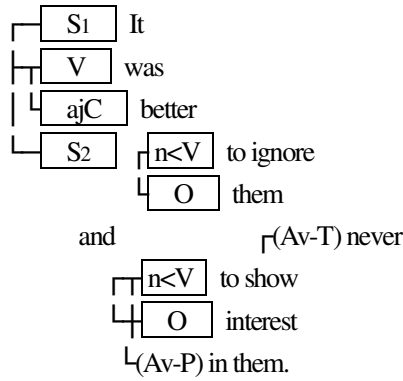 S1 It
V was
ajC better
S2 n<V to ignore
O them
and (Av-T) never
n<V to show
O interest
(Av-P) in them.